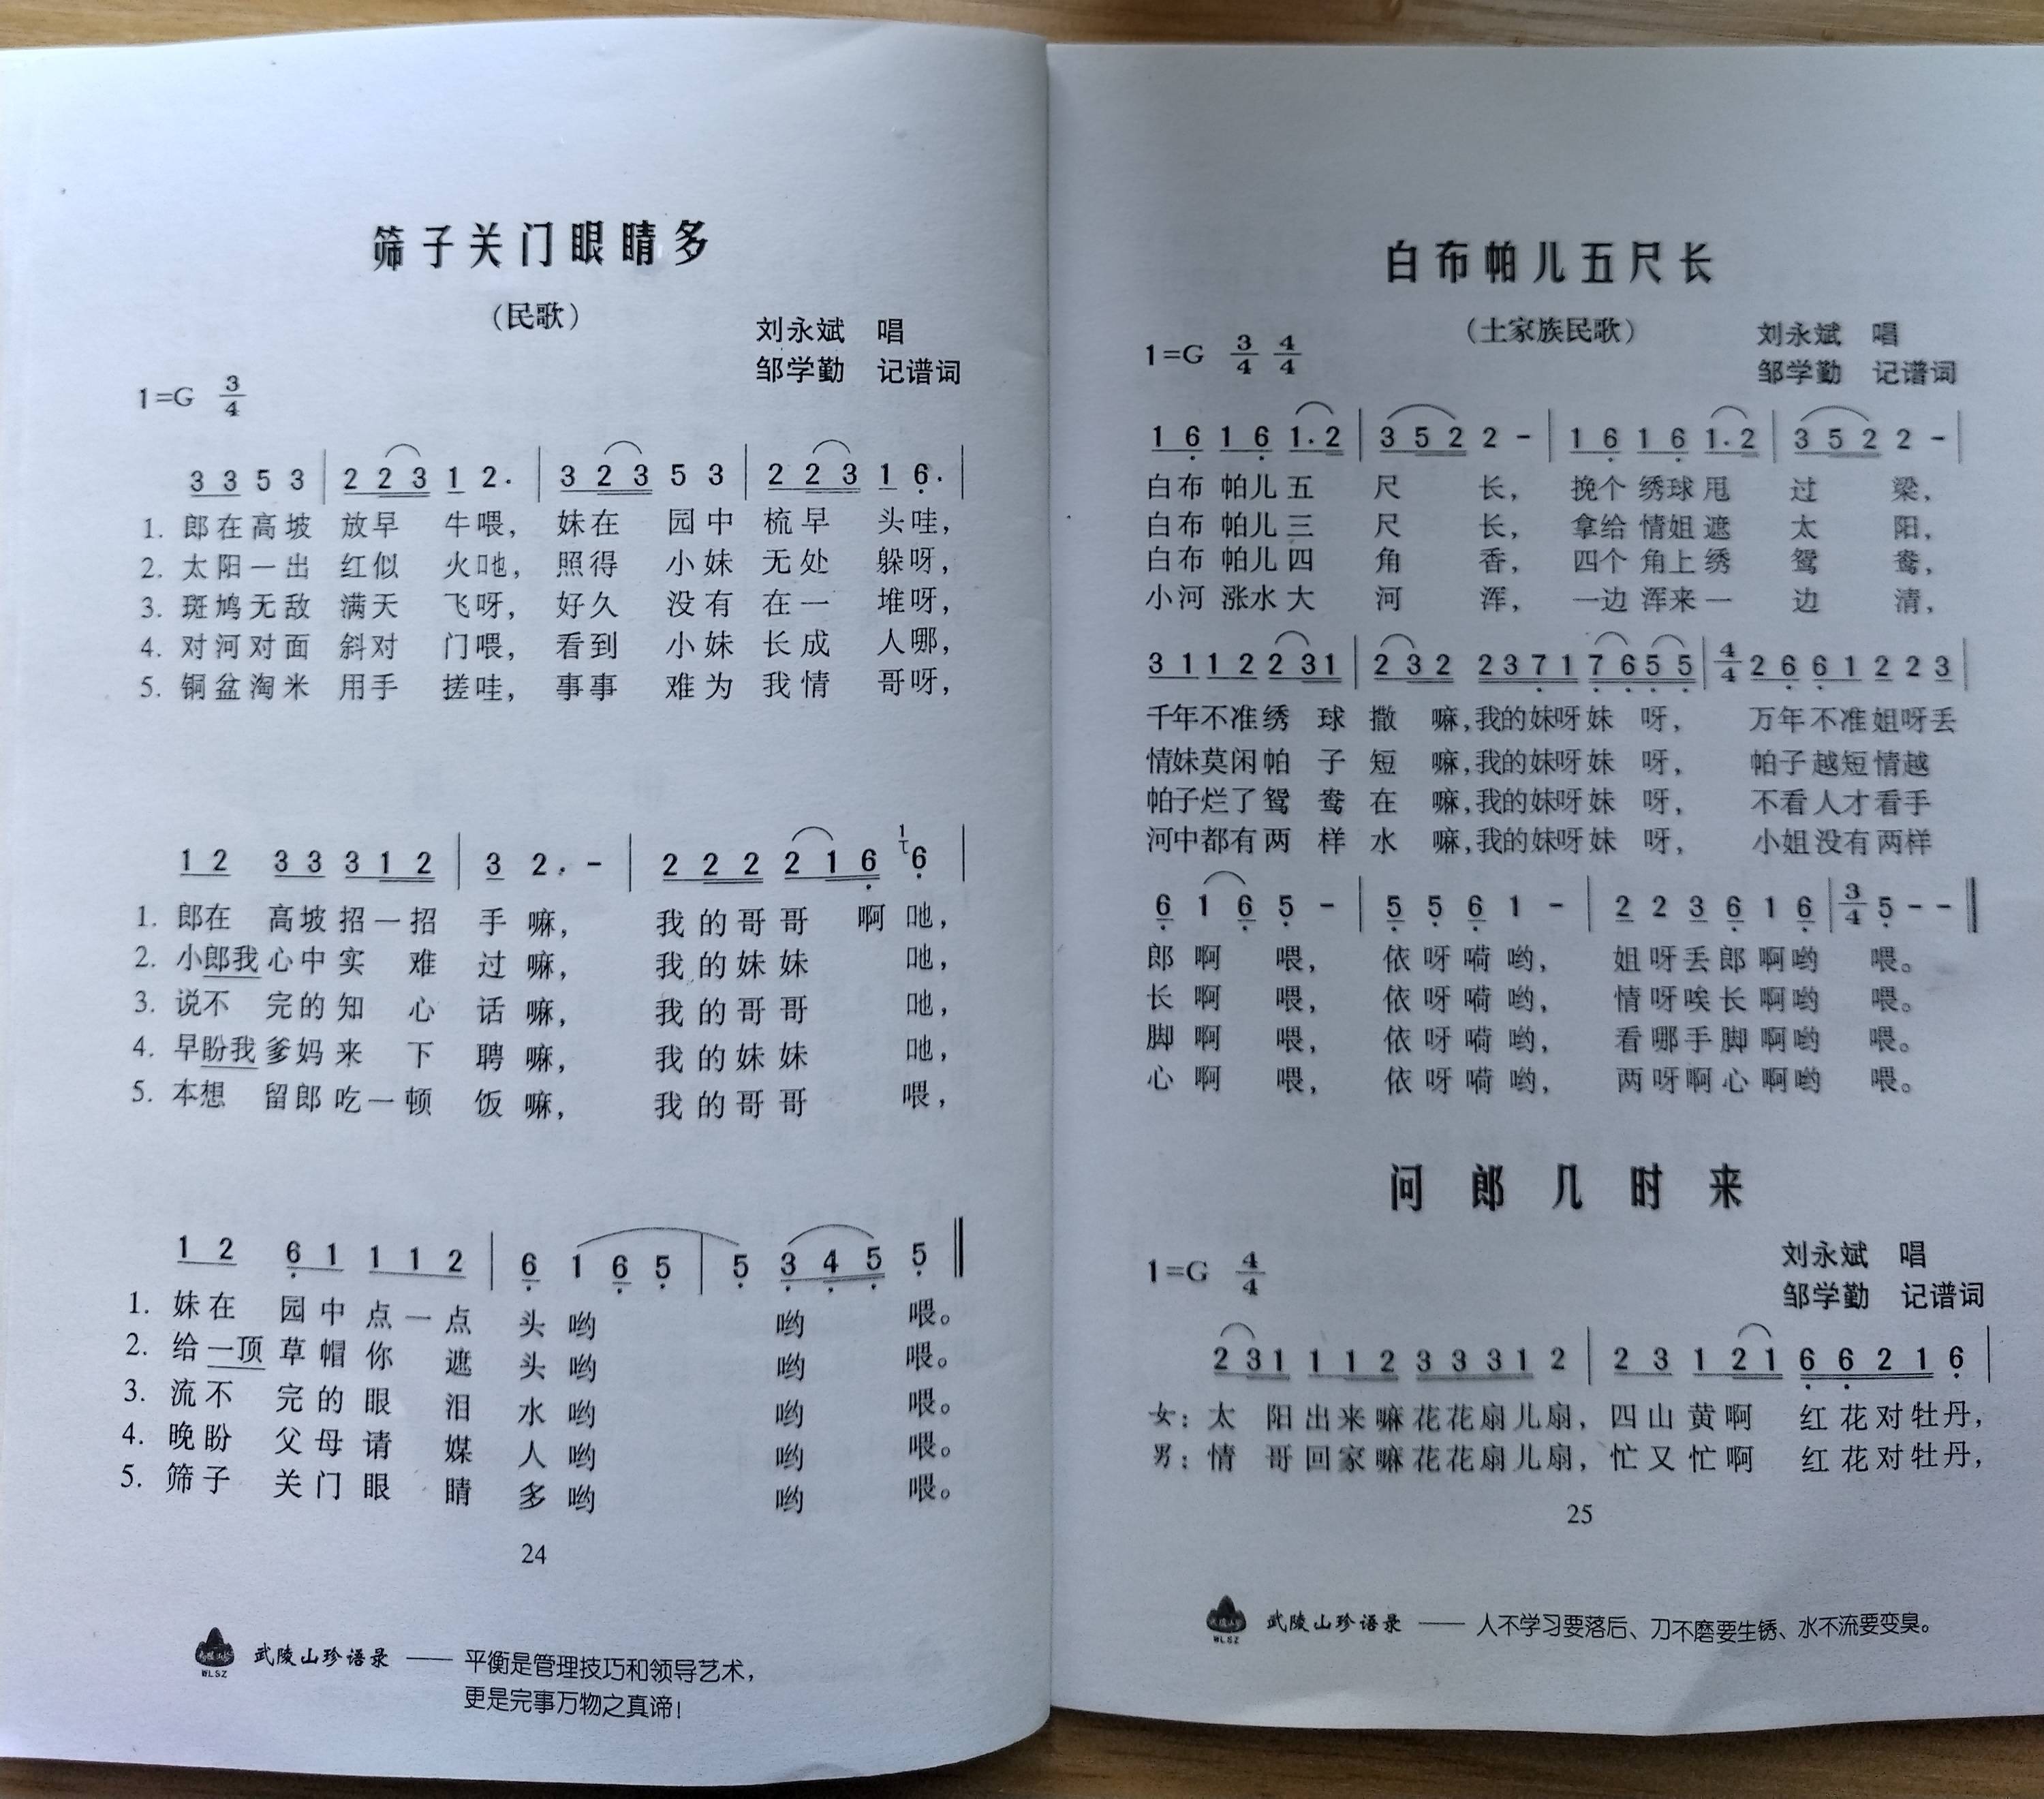 筛子关门眼睛多
（民歌）
刘永斌 唱
邹学勤 记谱词
1=G 3/4
3 3 5 3 | 2 2 3 1 2. | 3 2 3 5 3 | 2 2 3 1 6. |
1. 郎在高坡 放早 牛喂， 妹在 园中 梳早 头哇，
2. 太阳一出 红似 火吔， 照得 小妹 无处 躲呀，
3. 斑鸠无敌 满天 飞呀， 好久 没有 在一 堆呀，
4. 对河对面 斜对 门喂， 看到 小妹 长成 人哪，
5. 铜盆淘米 用手 搓哇， 事事 难为 我情 哥呀，
1 2 3 3 3 1 2 | 3 2. - | 2 2 2 2 1 6 1 6 |
1. 郎在 高坡招一招 手嘛， 我的哥哥 啊吔，
2. 小郎我心中实 难 过嘛， 我的妹妹 吔，
3. 说不 完的知 心 话嘛， 我的哥哥 吔，
4. 早盼我爹妈来 下 聘嘛， 我的妹妹 吔，
5. 本想 留郎吃一顿 饭嘛， 我的哥哥 喂，
1 2 6 1 1 1 2 | 6 1 6 5 | 5 3 4 5 5 ‖
1. 妹在 园中点一点 头哟 哟 喂。
2. 给一顶草帽你 遮 头哟 哟 喂。
3. 流不 完的眼 泪 水哟 哟 喂。
4. 晚盼 父母请 媒 人哟 哟 喂。
5. 筛子 关门眼 睛 多哟 哟 喂。
24
武陵山珍 WLSZ 武陵山珍语录 —— 平衡是管理技巧和领导艺术，
更是完事万物之真谛！
白布帕儿五尺长
（土家族民歌）
刘永斌 唱
邹学勤 记谱词
1=G 3/4 4/4
1 6 1 6 1.2 | 3 5 2 2 - | 1 6 1 6 1.2 | 3 5 2 2 - |
白布 帕儿五 尺 长， 挽个 绣球甩 过 梁，
白布 帕儿三 尺 长， 拿给 情姐遮 太 阳，
白布 帕儿四 角 香， 四个 角上绣 鸳 鸯，
小河 涨水大 河 浑， 一边 浑来一 边 清，
3 1 1 2 2 3 1 | 2 3 2 2 3 7 1 7 6 5 5 | 4/4 2 6 6 1 2 2 3 |
千年不准绣 球 撒 嘛，我的妹呀妹 呀， 万年不准姐呀丢
情妹莫闲帕 子 短 嘛，我的妹呀妹 呀， 帕子越短情越
帕子烂了鸳 鸯 在 嘛，我的妹呀妹 呀， 不看人才看手
河中都有两 样 水 嘛，我的妹呀妹 呀， 小姐没有两样
6 1 6 5 - | 5 5 6 1 - | 2 2 3 6 1 6 | 3/4 5 - - ‖
郎 啊 喂， 依呀嗬哟， 姐呀丢郎啊哟 喂。
长 啊 喂， 依呀嗬哟， 情呀唉长啊哟 喂。
脚 啊 喂， 依呀嗬哟， 看哪手脚啊哟 喂。
心 啊 喂， 依呀嗬哟， 两呀啊心啊哟 喂。
问郎几时来
刘永斌 唱
邹学勤 记谱词
1=G 4/4
2 3 1 1 1 2 3 3 3 1 2 | 2 3 1 2 1 6 6 2 1 6 |
女：太 阳出来嘛花花扇儿扇，四山黄啊 红花对牡丹，
男：情 哥回家嘛花花扇儿扇，忙又忙啊 红花对牡丹，
25
武陵山珍 WLSZ 武陵山珍语录 —— 人不学习要落后、刀不磨要生锈、水不流要变臭。